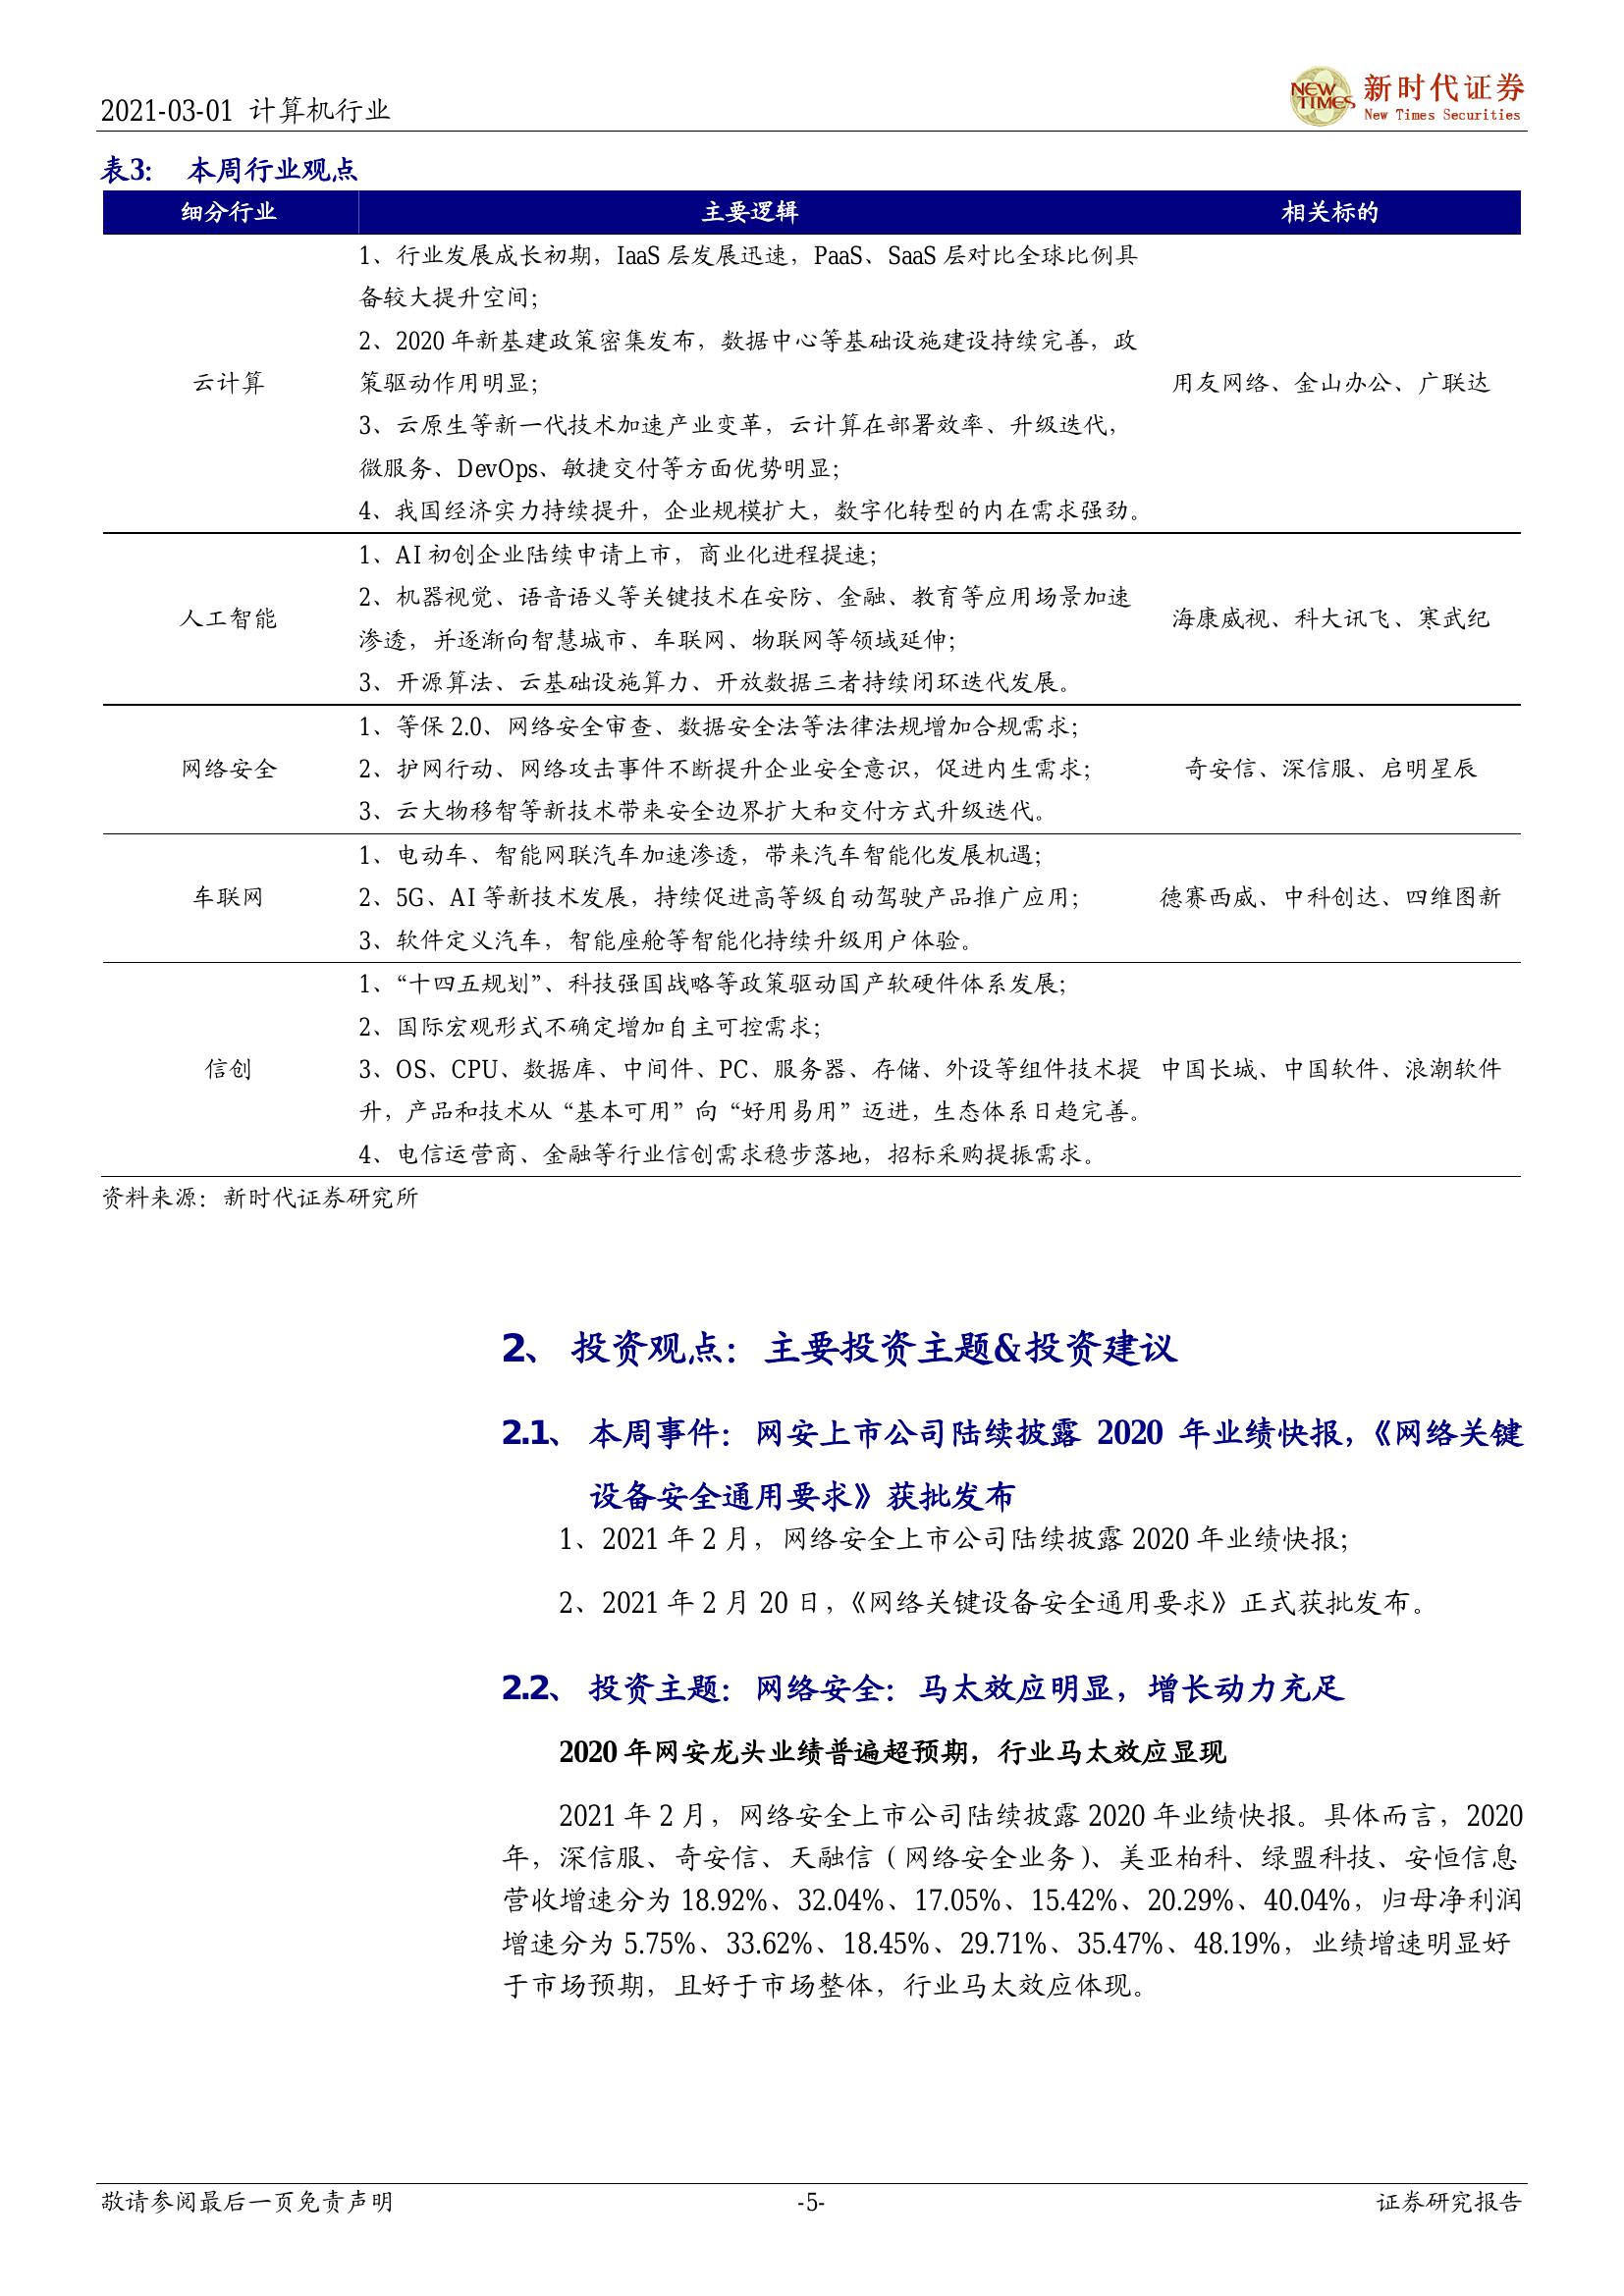 2021-03-01 计算机行业
NEW TIMES
新时代证券
New Times Securities
表3: 本周行业观点
细分行业 主要逻辑 相关标的
1、行业发展成长初期，IaaS 层发展迅速，PaaS、SaaS 层对比全球比例具
备较大提升空间；
2、2020 年新基建政策密集发布，数据中心等基础设施建设持续完善，政
云计算 策驱动作用明显； 用友网络、金山办公、广联达
3、云原生等新一代技术加速产业变革，云计算在部署效率、升级迭代，
微服务、DevOps、敏捷交付等方面优势明显；
4、我国经济实力持续提升，企业规模扩大，数字化转型的内在需求强劲。
1、AI 初创企业陆续申请上市，商业化进程提速；
2、机器视觉、语音语义等关键技术在安防、金融、教育等应用场景加速
人工智能 海康威视、科大讯飞、寒武纪
渗透，并逐渐向智慧城市、车联网、物联网等领域延伸；
3、开源算法、云基础设施算力、开放数据三者持续闭环迭代发展。
1、等保 2.0、网络安全审查、数据安全法等法律法规增加合规需求；
网络安全 2、护网行动、网络攻击事件不断提升企业安全意识，促进内生需求； 奇安信、深信服、启明星辰
3、云大物移智等新技术带来安全边界扩大和交付方式升级迭代。
1、电动车、智能网联汽车加速渗透，带来汽车智能化发展机遇；
车联网 2、5G、AI 等新技术发展，持续促进高等级自动驾驶产品推广应用； 德赛西威、中科创达、四维图新
3、软件定义汽车，智能座舱等智能化持续升级用户体验。
1、“十四五规划”、科技强国战略等政策驱动国产软硬件体系发展；
2、国际宏观形式不确定增加自主可控需求；
信创 3、OS、CPU、数据库、中间件、PC、服务器、存储、外设等组件技术提 中国长城、中国软件、浪潮软件
升，产品和技术从“基本可用”向“好用易用”迈进，生态体系日趋完善。
4、电信运营商、金融等行业信创需求稳步落地，招标采购提振需求。
资料来源：新时代证券研究所
2、 投资观点：主要投资主题&投资建议
2.1、 本周事件：网安上市公司陆续披露 2020 年业绩快报，《网络关键
设备安全通用要求》获批发布
1、2021 年 2 月，网络安全上市公司陆续披露 2020 年业绩快报；
2、2021 年 2 月 20 日，《网络关键设备安全通用要求》正式获批发布。
2.2、 投资主题：网络安全：马太效应明显，增长动力充足
2020 年网安龙头业绩普遍超预期，行业马太效应显现
2021 年 2 月，网络安全上市公司陆续披露 2020 年业绩快报。具体而言，2020
年，深信服、奇安信、天融信（网络安全业务）、美亚柏科、绿盟科技、安恒信息
营收增速分为 18.92%、32.04%、17.05%、15.42%、20.29%、40.04%，归母净利润
增速分为 5.75%、33.62%、18.45%、29.71%、35.47%、48.19%，业绩增速明显好
于市场预期，且好于市场整体，行业马太效应体现。
敬请参阅最后一页免责声明 -5- 证券研究报告